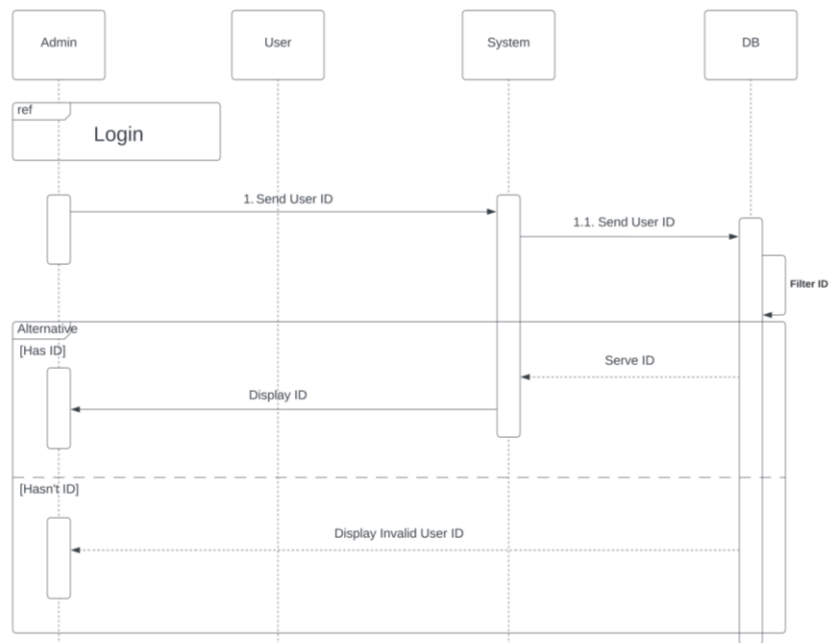 Admin
User
System
DB
ref
Login
1. Send User ID
1.1. Send User ID
Filter ID
Alternative
[Has ID]
Serve ID
Display ID
[Hasn't ID]
Display Invalid User ID